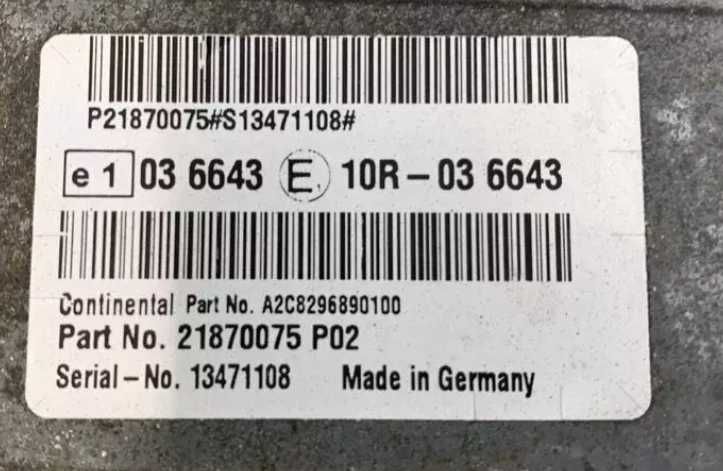 P21870075#S13471108#
e 1 03 6643 E 10R-03 6643
Continental Part No. A2C8296890100
Part No. 21870075 P02
Serial-No. 13471108 Made in Germany